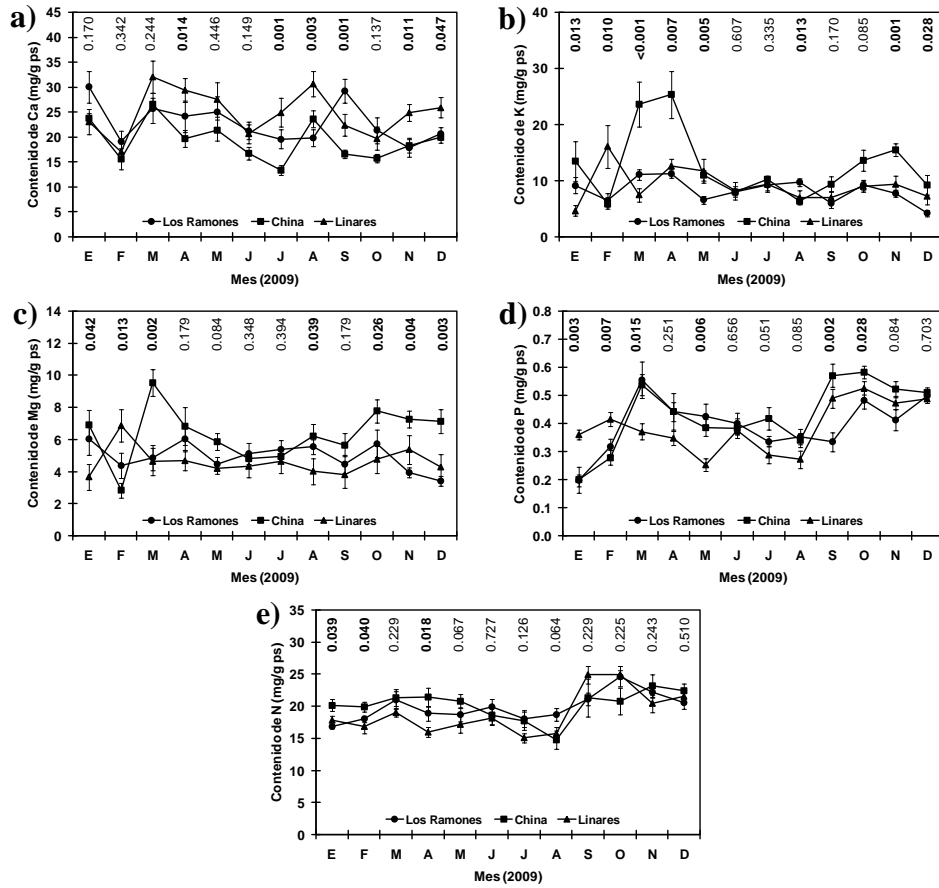 a)
0.170 0.342 0.244 0.014 0.446 0.149 0.001 0.003 0.001 0.137 0.011 0.047
Contenido de Ca (mg/g ps)
45
40
35
30
25
20
15
10
5
0
Los Ramones China Linares
E F M A M J J A S O N D
Mes (2009)
b)
0.013 0.010 <0.001 0.007 0.005 0.607 0.335 0.013 0.170 0.085 0.001 0.028
Contenido de K (mg/g ps)
40
30
20
10
0
Los Ramones China Linares
E F M A M J J A S O N D
Mes (2009)
c)
0.042 0.013 0.002 0.179 0.084 0.348 0.394 0.039 0.179 0.026 0.004 0.003
Contenido de Mg (mg/g ps)
14
12
10
8
6
4
2
0
Los Ramones China Linares
E F M A M J J A S O N D
Mes (2009)
d)
0.003 0.007 0.015 0.251 0.006 0.656 0.051 0.085 0.002 0.028 0.084 0.703
Contenido de P (mg/g ps)
0.8
0.7
0.6
0.5
0.4
0.3
0.2
0.1
0.0
Los Ramones China Linares
E F M A M J J A S O N D
Mes (2009)
e)
0.039 0.040 0.229 0.018 0.067 0.727 0.126 0.064 0.229 0.225 0.243 0.510
Contenido de N (mg/g ps)
35
30
25
20
15
10
5
0
Los Ramones China Linares
E F M A M J J A S O N D
Mes (2009)